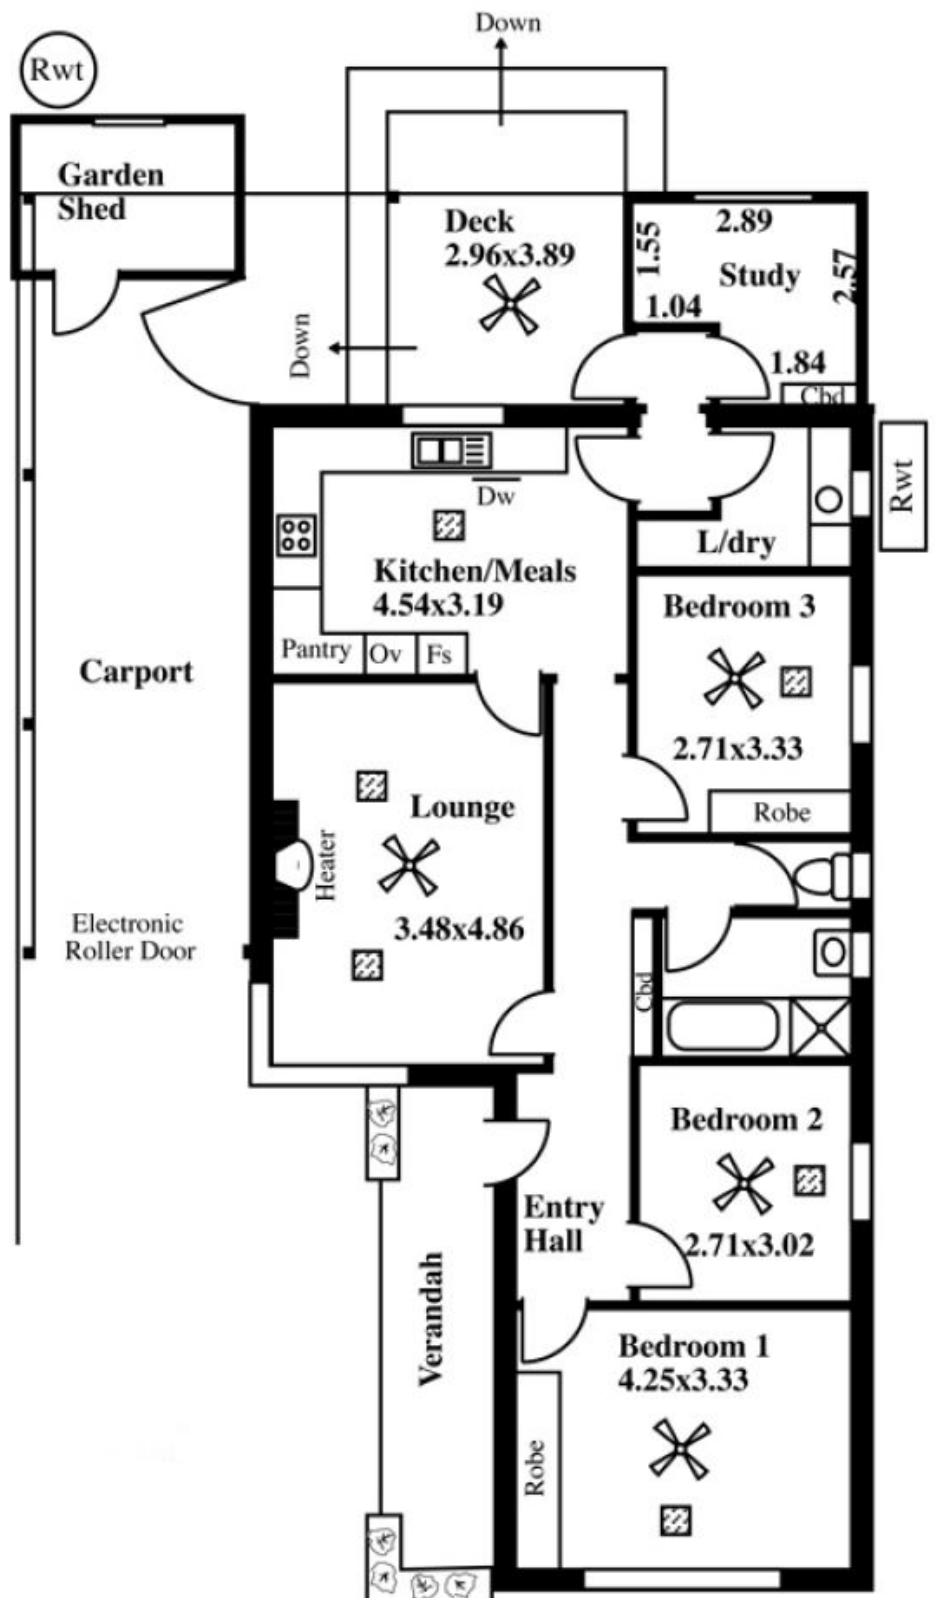 Down
Rwt
Garden
Shed
Deck
2.96x3.89
1.55
2.89
2.57
Study
1.04
1.84
Cbd
Down
Rwt
Dw
L/dry
Kitchen/Meals
4.54x3.19
Pantry
Ov
Fs
Bedroom 3
2.71x3.33
Robe
Carport
Lounge
Heater
3.48x4.86
Electronic
Roller Door
Cbd
Bedroom 2
2.71x3.02
Entry
Hall
Verandah
Bedroom 1
4.25x3.33
Robe